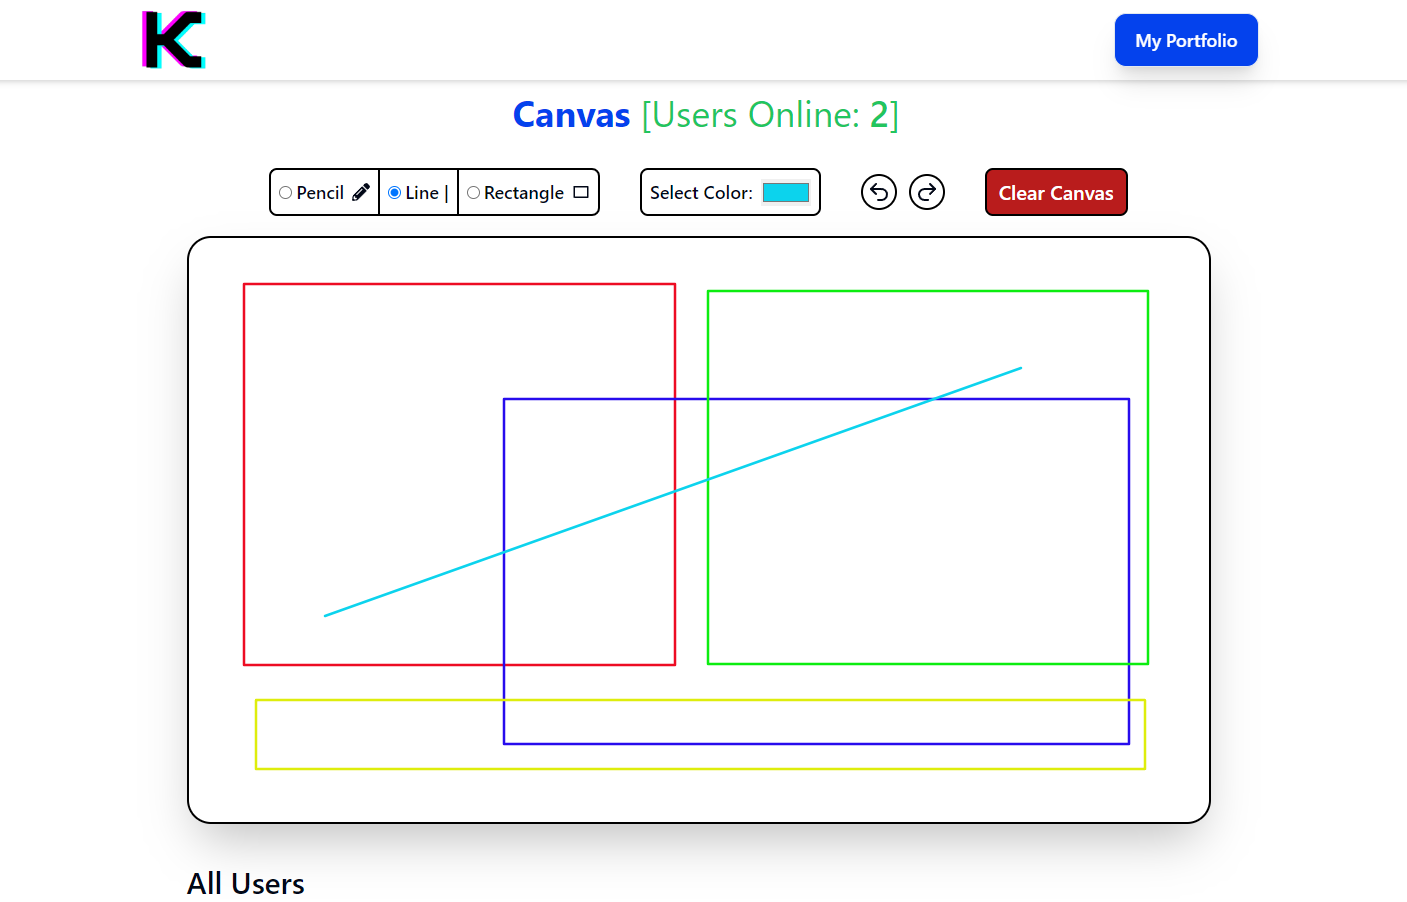 K
My Portfolio
Canvas [Users Online: 2]
Pencil Line | Rectangle Select Color: Clear Canvas
All Users